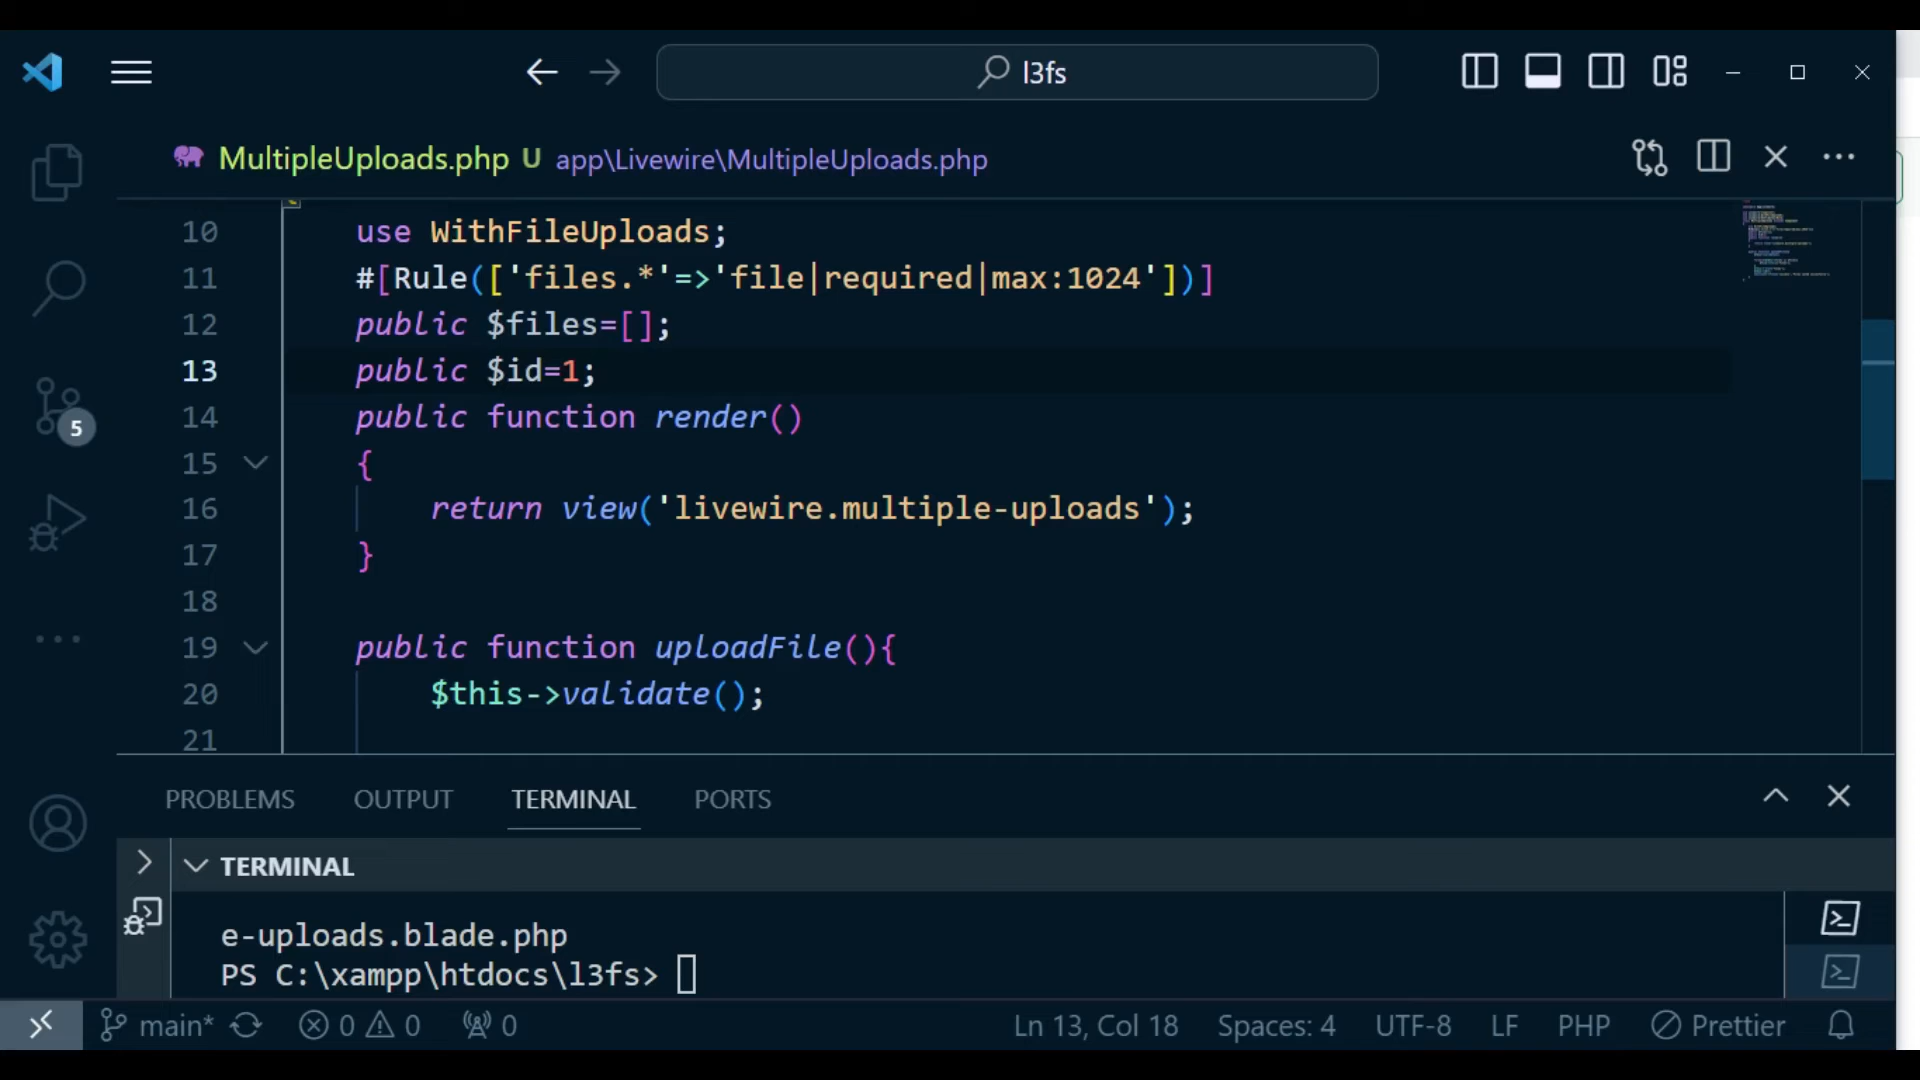 l3fs
MultipleUploads.php U app\Livewire\MultipleUploads.php
10 use WithFileUploads;
11 #[Rule(['files.*'=>'file|required|max:1024'])]
12 public $files=[];
13 public $id=1;
14 public function render()
15 {
16 return view('livewire.multiple-uploads');
17 }
18
19 public function uploadFile(){
20 $this->validate();
21
5
PROBLEMS OUTPUT TERMINAL PORTS
TERMINAL
e-uploads.blade.php
PS C:\xampp\htdocs\l3fs>
main* 0 0 0 Ln 13, Col 18 Spaces: 4 UTF-8 LF PHP Prettier